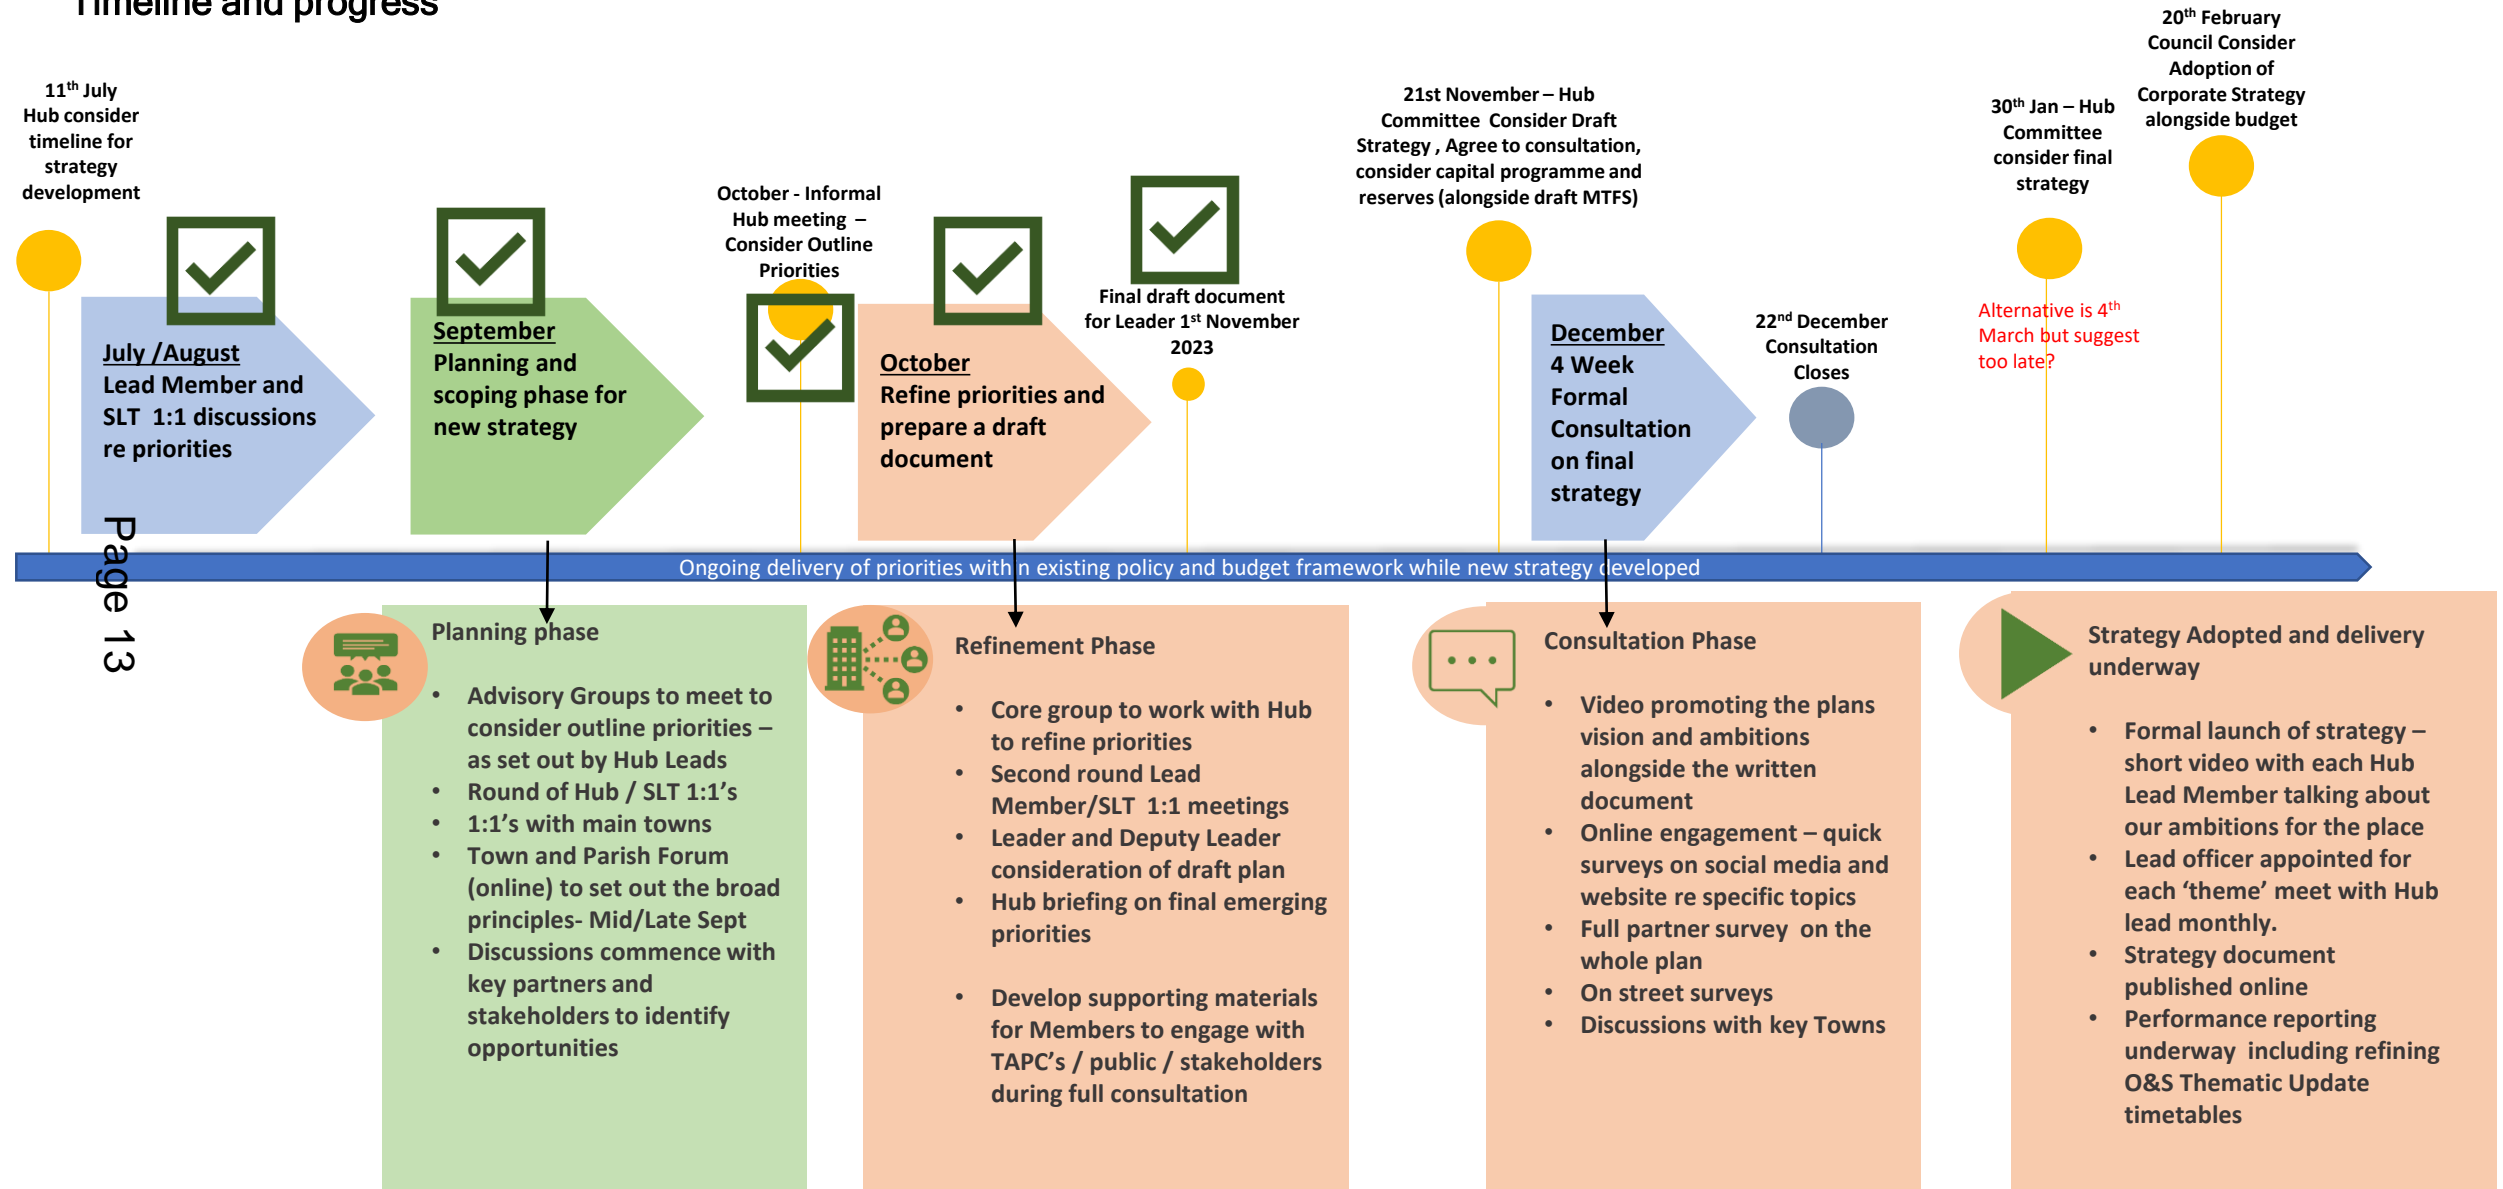 Timeline and progress
11th July
Hub consider
timeline for
strategy
development
July /August
Lead Member and
SLT 1:1 discussions
re priorities
September
Planning and
scoping phase for
new strategy
October - Informal
Hub meeting –
Consider Outline
Priorities
October
Refine priorities and
prepare a draft
document
Final draft document
for Leader 1st November
2023
21st November – Hub
Committee Consider Draft
Strategy , Agree to consultation,
consider capital programme and
reserves (alongside draft MTFS)
December
4 Week
Formal
Consultation
on final
strategy
22nd December
Consultation
Closes
30th Jan – Hub
Committee
consider final
strategy
Alternative is 4th
March but suggest
too late?
20th February
Council Consider
Adoption of
Corporate Strategy
alongside budget
Page 13
Ongoing delivery of priorities within existing policy and budget framework while new strategy developed
Planning phase
• Advisory Groups to meet to
consider outline priorities –
as set out by Hub Leads
• Round of Hub / SLT 1:1’s
• 1:1’s with main towns
• Town and Parish Forum
(online) to set out the broad
principles- Mid/Late Sept
• Discussions commence with
key partners and
stakeholders to identify
opportunities
Refinement Phase
• Core group to work with Hub
to refine priorities
• Second round Lead
Member/SLT 1:1 meetings
• Leader and Deputy Leader
consideration of draft plan
• Hub briefing on final emerging
priorities
• Develop supporting materials
for Members to engage with
TAPC’s / public / stakeholders
during full consultation
Consultation Phase
• Video promoting the plans
vision and ambitions
alongside the written
document
• Online engagement – quick
surveys on social media and
website re specific topics
• Full partner survey on the
whole plan
• On street surveys
• Discussions with key Towns
Strategy Adopted and delivery
underway
• Formal launch of strategy –
short video with each Hub
Lead Member talking about
our ambitions for the place
• Lead officer appointed for
each ‘theme’ meet with Hub
lead monthly.
• Strategy document
published online
• Performance reporting
underway including refining
O&S Thematic Update
timetables